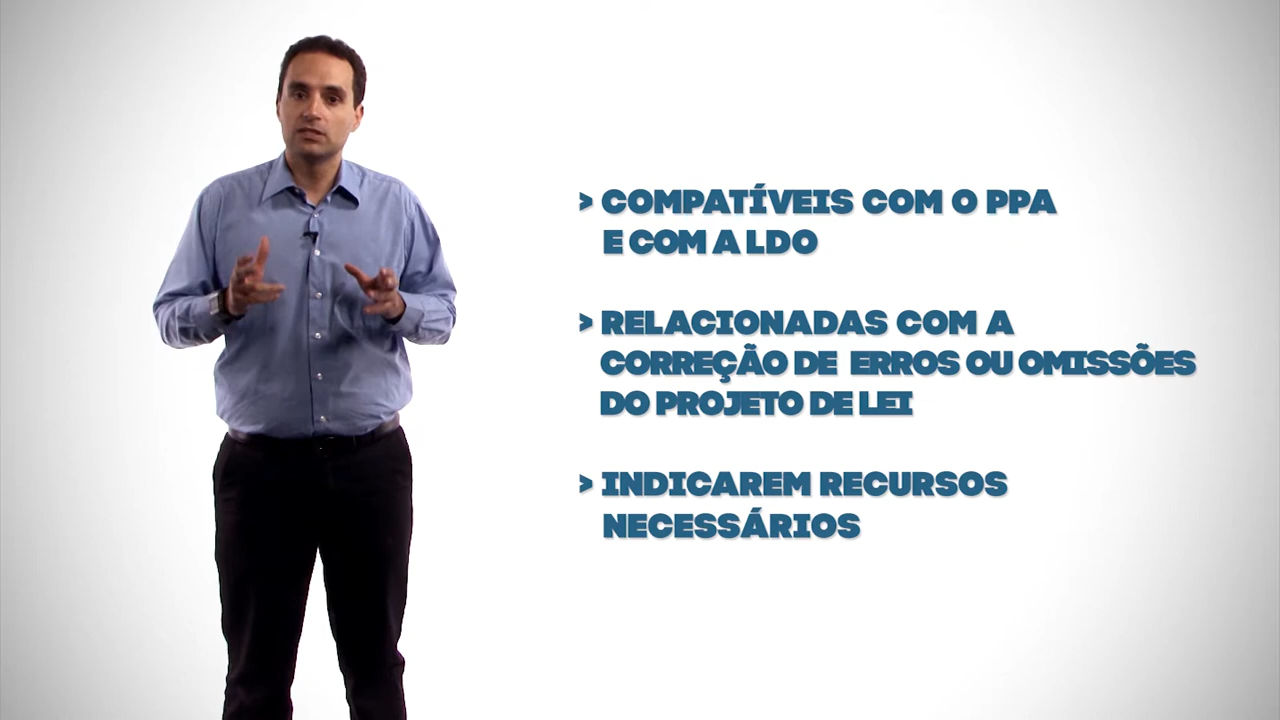 > COMPATÍVEIS COM O PPA
E COM A LDO
> RELACIONADAS COM A
CORREÇÃO DE ERROS OU OMISSÕES
DO PROJETO DE LEI
> INDICAREM RECURSOS
NECESSÁRIOS